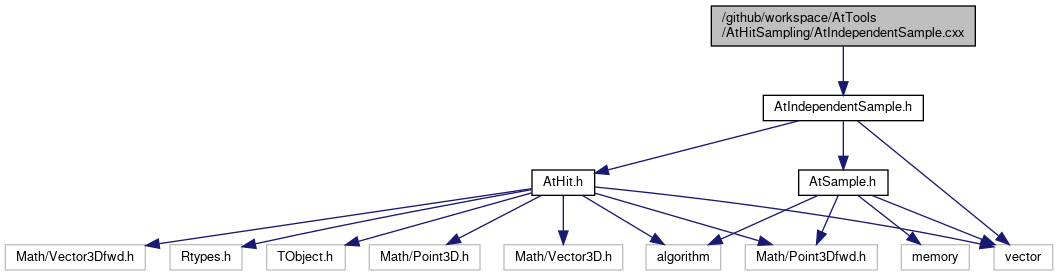 /github/workspace/AtTools
/AtHitSampling/AtIndependentSample.cxx
AtIndependentSample.h
AtHit.h
AtSample.h
Math/Vector3Dfwd.h
Rtypes.h
TObject.h
Math/Point3D.h
Math/Vector3D.h
algorithm
Math/Point3Dfwd.h
memory
vector